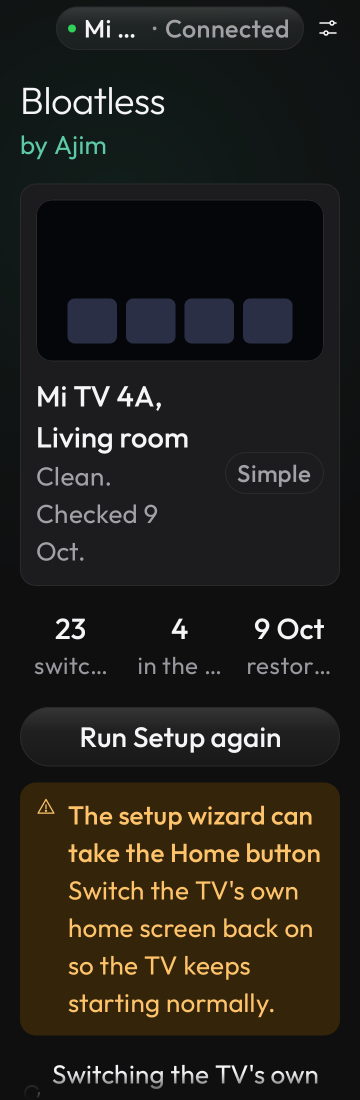 Mi ... · Connected
Bloatless
by Ajim
Mi TV 4A,
Living room
Clean.
Checked 9
Oct.
Simple
23
switc...
4
in the ...
9 Oct
restor...
Run Setup again
The setup wizard can
take the Home button
Switch the TV's own
home screen back on
so the TV keeps
starting normally.
Switching the TV's own